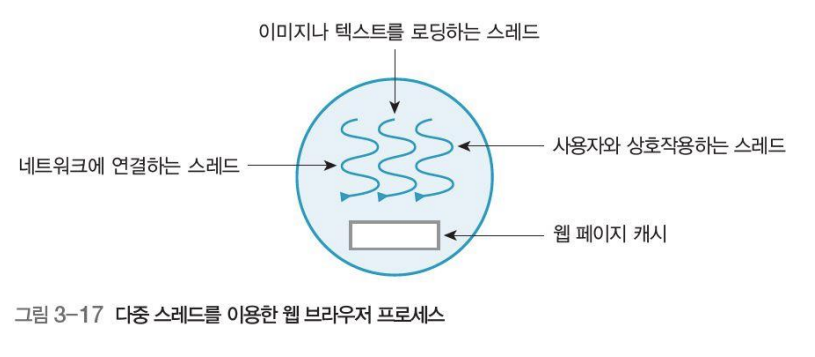 이미지나 텍스트를 로딩하는 스레드
사용자와 상호작용하는 스레드
네트워크에 연결하는 스레드
웹 페이지 캐시
그림 3-17 다중 스레드를 이용한 웹 브라우저 프로세스